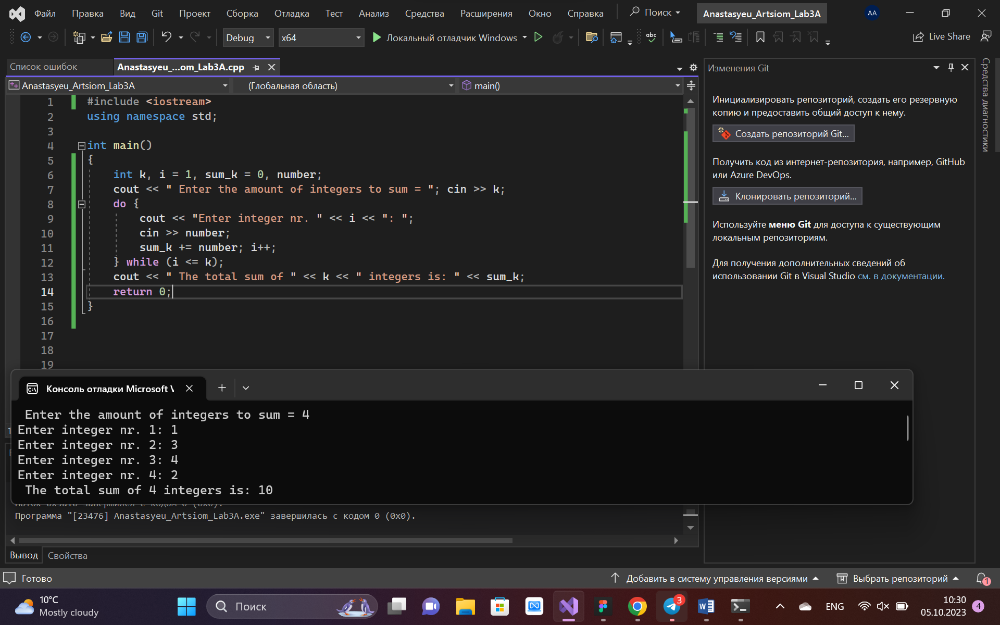 Файл Правка Вид Git Проект Сборка Отладка Тест Анализ Средства Расширения Окно Справка Поиск Anastasyeu_Artsiom_Lab3A AA
Debug x64 Локальный отладчик Windows abc Live Share
Список ошибок Anastasyeu_...om_Lab3A.cpp
Anastasyeu_Artsiom_Lab3A (Глобальная область) main()
1 #include <iostream>
2 using namespace std;
3
4 int main()
5 {
6 int k, i = 1, sum_k = 0, number;
7 cout << " Enter the amount of integers to sum = "; cin >> k;
8 do {
9 cout << "Enter integer nr. " << i << ": ";
10 cin >> number;
11 sum_k += number; i++;
12 } while (i <= k);
13 cout << " The total sum of " << k << " integers is: " << sum_k;
14 return 0;
15 }
16
17
18
19
Изменения Git
Инициализировать репозиторий, создать его резервную
копию и предоставить общий доступ к нему.
Создать репозиторий Git...
Получить код из интернет-репозитория, например, GitHub
или Azure DevOps.
Клонировать репозиторий...
Используйте меню Git для доступа к существующим
локальным репозиториям.
Для получения дополнительных сведений об
использовании Git в Visual Studio см. в документации.
Средства диагностики
Консоль отладки Microsoft V
Enter the amount of integers to sum = 4
Enter integer nr. 1: 1
Enter integer nr. 2: 3
Enter integer nr. 3: 4
Enter integer nr. 4: 2
The total sum of 4 integers is: 10
Программа "[23476] Anastasyeu_Artsiom_Lab3A.exe" завершилась с кодом 0 (0x0).
Вывод Свойства
Готово Добавить в систему управления версиями Выбрать репозиторий 1
10°C
Mostly cloudy
Поиск
3
ENG
10:30
05.10.2023
4